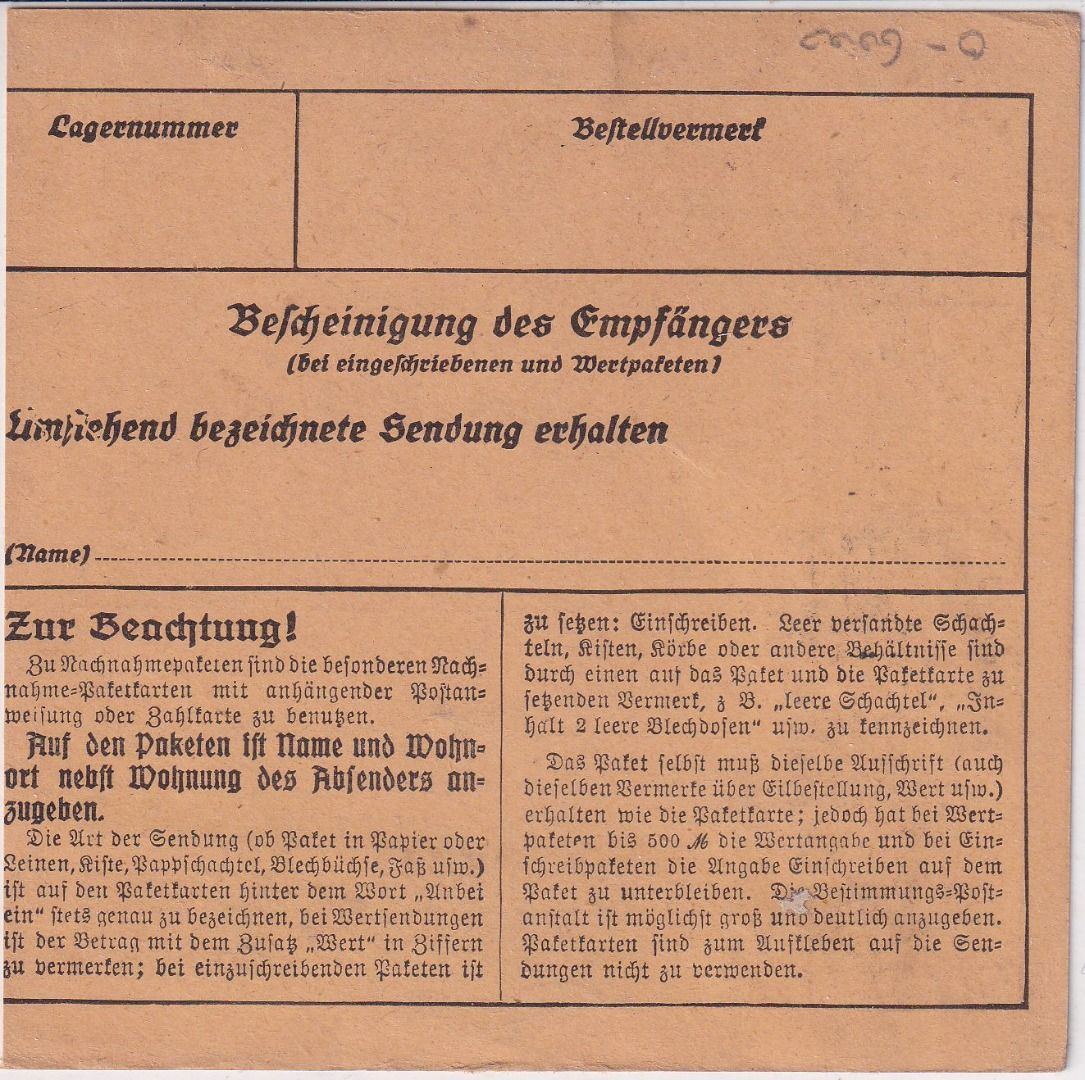 Lagernummer
Bestellvermerk
Bescheinigung des Empfängers
(bei eingeschriebenen und Wertpaketen)
Umstehend bezeichnete Sendung erhalten
(Name)
Zur Beachtung!
Zu Nachnahmepaketen sind die besonderen Nach-
nahme-Paketkarten mit anhängender Postan-
weisung oder Zahlkarte zu benutzen.
Auf den Paketen ist Name und Wohn-
ort nebst Wohnung des Absenders an-
zugeben.
Die Art der Sendung (ob Paket in Papier oder
Leinen, Kiste, Pappschachtel, Blechbüchse, Faß usw.)
ist auf den Paketkarten hinter dem Wort „Anbei
ein“ stets genau zu bezeichnen, bei Wertsendungen
ist der Betrag mit dem Zusatz „Wert“ in Ziffern
zu vermerken; bei einzuschreibenden Paketen ist
zu setzen: Einschreiben. Leer versandte Schach-
teln, Kisten, Körbe oder andere Behältnisse sind
durch einen auf das Paket und die Paketkarte zu
setzenden Vermerk, z B. „leere Schachtel“, „In-
halt 2 leere Blechdosen“ usw. zu kennzeichnen.
Das Paket selbst muß dieselbe Aufschrift (auch
dieselben Vermerke über Eilbestellung, Wert usw.)
erhalten wie die Paketkarte; jedoch hat bei Wert-
paketen bis 500 ℳ die Wertangabe und bei Ein-
schreibpaketen die Angabe Einschreiben auf dem
Paket zu unterbleiben. Die Bestimmungs-Post-
anstalt ist möglichst groß und deutlich anzugeben.
Paketkarten sind zum Aufkleben auf die Sen-
dungen nicht zu verwenden.